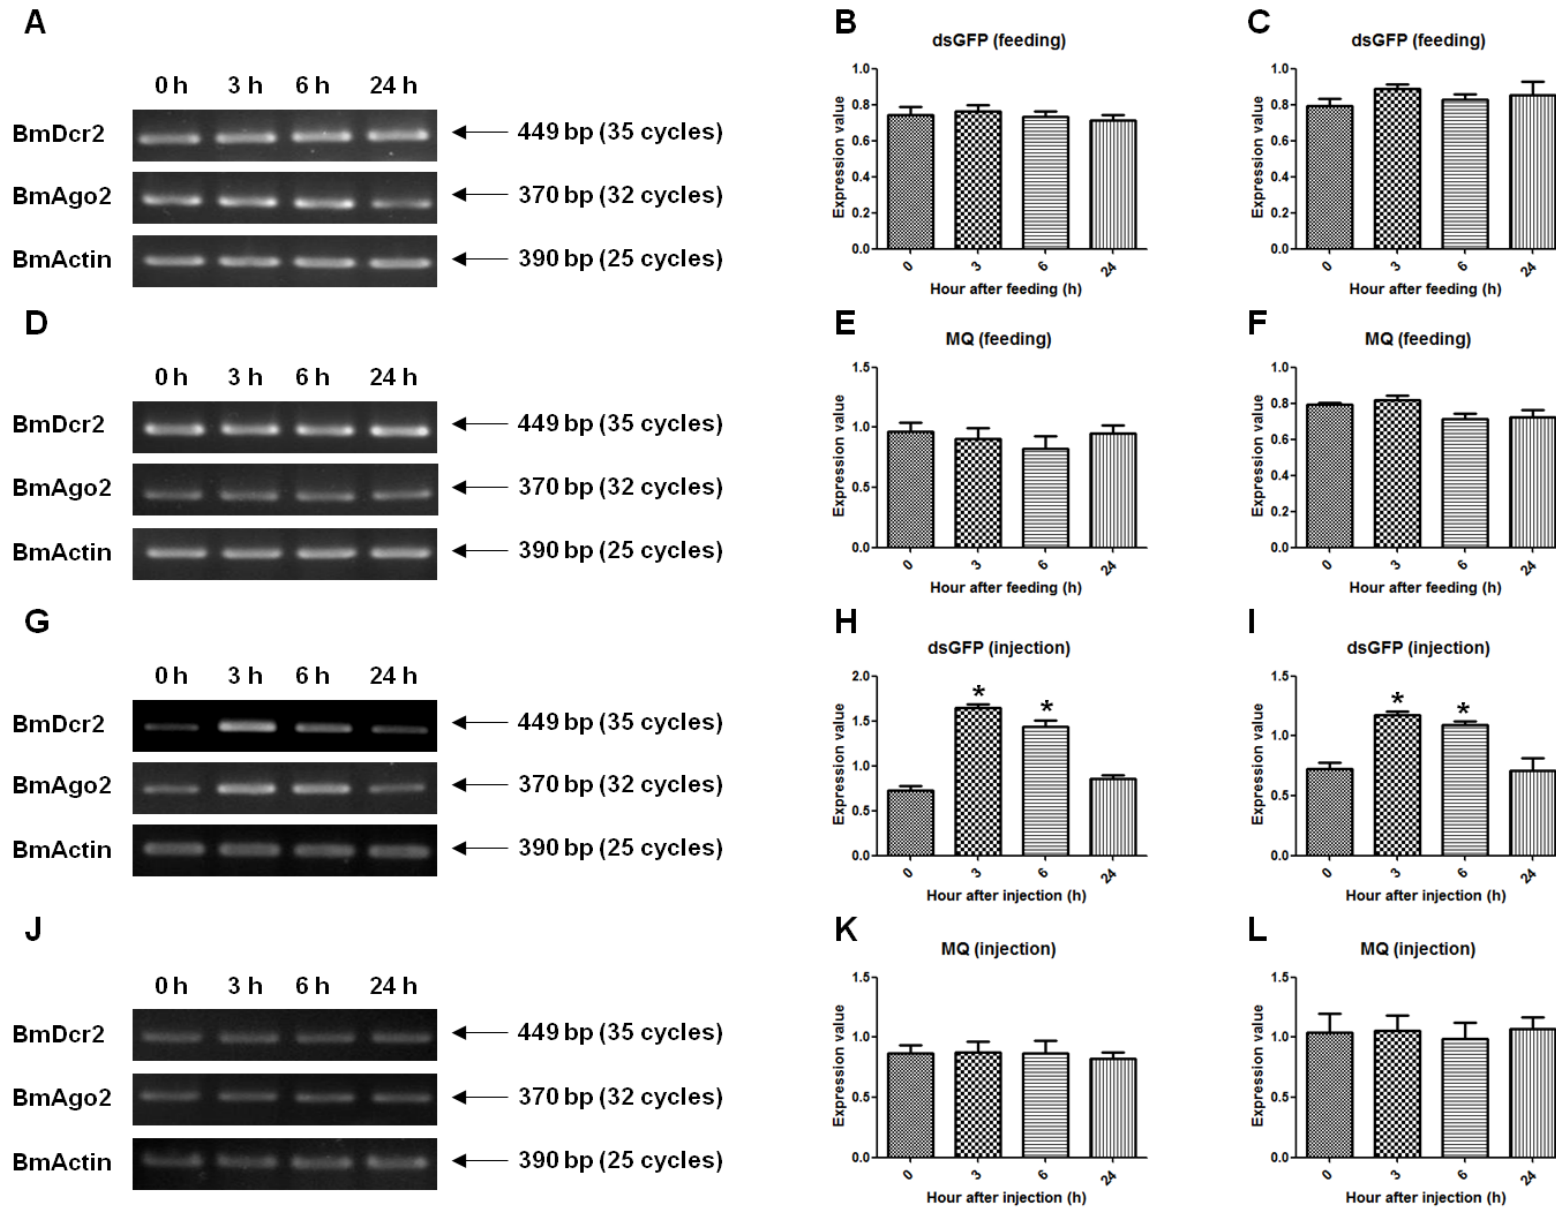 A
0 h 3 h 6 h 24 h
BmDcr2 449 bp (35 cycles)
BmAgo2 370 bp (32 cycles)
BmActin 390 bp (25 cycles)
B
dsGFP (feeding)
Expression value
1.0
0.8
0.6
0.4
0.2
0.0
0 3 6 24
Hour after feeding (h)
C
dsGFP (feeding)
Expression value
1.0
0.8
0.6
0.4
0.2
0.0
0 3 6 24
Hour after feeding (h)
D
0 h 3 h 6 h 24 h
BmDcr2 449 bp (35 cycles)
BmAgo2 370 bp (32 cycles)
BmActin 390 bp (25 cycles)
E
MQ (feeding)
Expression value
1.5
1.0
0.5
0.0
0 3 6 24
Hour after feeding (h)
F
MQ (feeding)
Expression value
1.0
0.8
0.6
0.4
0.2
0.0
0 3 6 24
Hour after feeding (h)
G
0 h 3 h 6 h 24 h
BmDcr2 449 bp (35 cycles)
BmAgo2 370 bp (32 cycles)
BmActin 390 bp (25 cycles)
H
dsGFP (injection)
Expression value
2.0
1.5
1.0
0.5
0.0
* *
0 3 6 24
Hour after injection (h)
I
dsGFP (injection)
Expression value
1.5
1.0
0.5
0.0
* *
0 3 6 24
Hour after injection (h)
J
0 h 3 h 6 h 24 h
BmDcr2 449 bp (35 cycles)
BmAgo2 370 bp (32 cycles)
BmActin 390 bp (25 cycles)
K
MQ (injection)
Expression value
1.5
1.0
0.5
0.0
0 3 6 24
Hour after injection (h)
L
MQ (injection)
Expression value
1.5
1.0
0.5
0.0
0 3 6 24
Hour after injection (h)